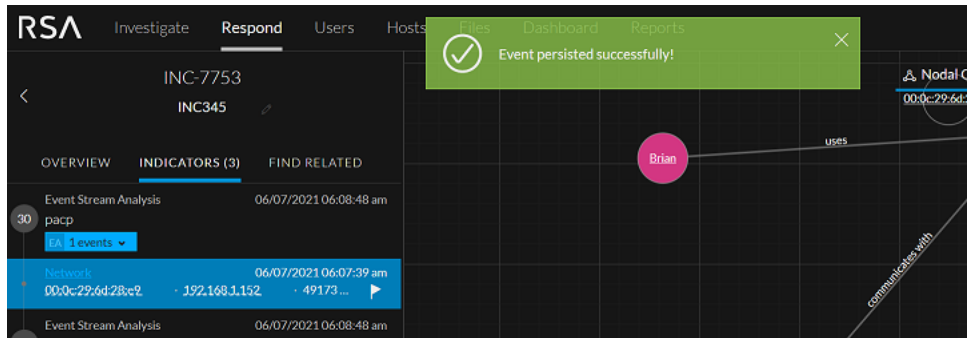 RSA Investigate Respond Users Hosts Files Dashboard Reports
Event persisted successfully!
INC-7753
INC345
OVERVIEW INDICATORS (3) FIND RELATED
Event Stream Analysis 06/07/2021 06:08:48 am
30 pacp
EA 1 events
Network 06/07/2021 06:07:39 am
00:0c:29:6d:28:e9 · 192.168.1.152 · 49173 ...
Event Stream Analysis 06/07/2021 06:08:48 am
Nodal
00:0c:29:6d:
Brian
uses
communicates with